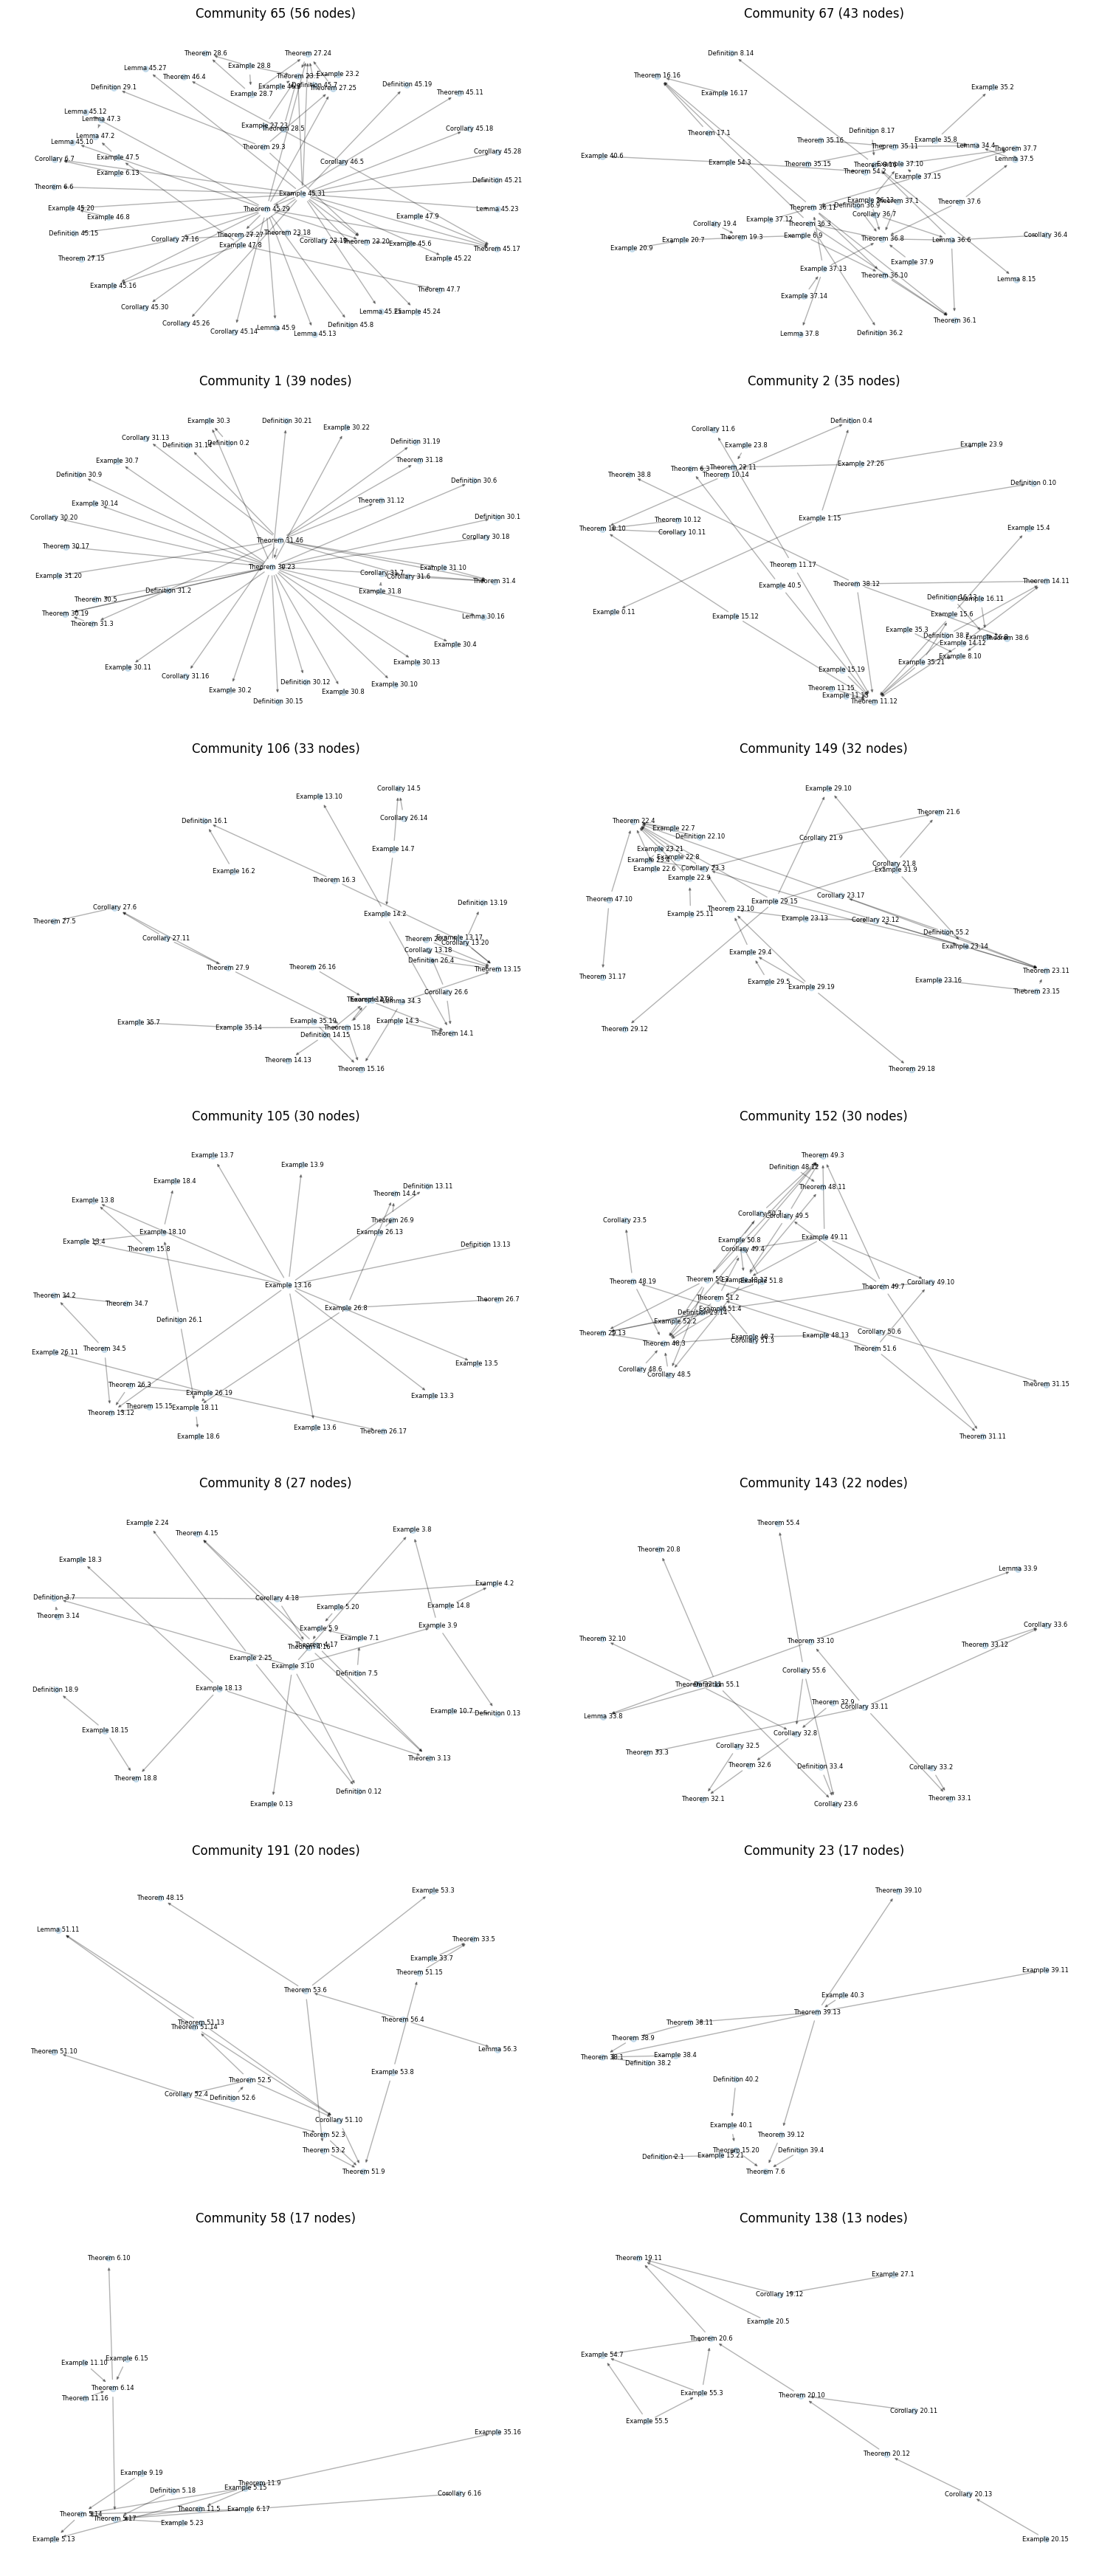 Community 65 (56 nodes)
Theorem 28.6
Theorem 27.24
Lemma 45.27
Example 28.8
Theorem 46.4
Example 23.2
Definition 29.1
Example 28.7
Definition 45.7
Theorem 27.25
Definition 45.19
Theorem 45.11
Lemma 45.12
Lemma 47.3
Example 27.23
Theorem 28.5
Corollary 45.18
Lemma 47.2
Lemma 45.10
Theorem 29.3
Corollary 45.28
Corollary 6.7
Example 47.5
Corollary 46.5
Example 6.13
Definition 45.21
Theorem 6.6
Example 45.31
Example 45.20
Theorem 45.29
Lemma 45.23
Example 46.8
Example 47.9
Definition 45.15
Theorem 27.27
Theorem 23.18
Corollary 27.16
Theorem 23.20
Example 45.6
Theorem 45.17
Example 47.8
Theorem 27.15
Example 45.22
Example 45.16
Theorem 47.7
Corollary 45.30
Example 45.24
Corollary 45.26
Definition 45.8
Corollary 45.14
Lemma 45.9
Lemma 45.13
Community 67 (43 nodes)
Definition 8.14
Theorem 16.16
Example 16.17
Example 35.2
Theorem 17.1
Definition 8.17
Theorem 35.16
Example 35.8
Theorem 35.11
Lemma 34.4
Theorem 37.7
Example 40.6
Example 54.3
Theorem 35.15
Example 37.10
Lemma 37.5
Theorem 54.2
Example 37.15
Theorem 37.1
Theorem 37.6
Theorem 36.11
Definition 36.9
Corollary 36.7
Example 37.12
Corollary 19.4
Theorem 36.3
Example 6.9
Theorem 19.3
Example 20.7
Example 20.9
Theorem 36.8
Lemma 36.6
Corollary 36.4
Example 37.9
Example 37.13
Theorem 36.10
Lemma 8.15
Example 37.14
Theorem 36.1
Lemma 37.8
Definition 36.2
Community 1 (39 nodes)
Example 30.3
Definition 30.21
Example 30.22
Corollary 31.13
Definition 31.14
Definition 0.2
Definition 31.19
Example 30.7
Theorem 31.18
Definition 30.9
Definition 30.6
Example 30.14
Theorem 31.12
Corollary 30.20
Definition 30.1
Corollary 30.18
Theorem 31.46
Theorem 30.17
Theorem 30.23
Example 31.10
Example 31.20
Corollary 31.7
Corollary 31.6
Theorem 31.4
Definition 31.2
Example 31.8
Theorem 30.5
Theorem 30.19
Lemma 30.16
Theorem 31.3
Example 30.4
Example 30.11
Example 30.13
Corollary 31.16
Definition 30.12
Example 30.10
Example 30.2
Example 30.8
Definition 30.15
Community 2 (35 nodes)
Definition 0.4
Corollary 11.6
Example 23.8
Example 23.9
Theorem 6.3
Theorem 22.11
Example 27.26
Theorem 38.8
Theorem 10.14
Definition 0.10
Theorem 10.12
Theorem 10.10
Corollary 10.11
Example 1.15
Example 15.4
Theorem 11.17
Theorem 38.12
Theorem 14.11
Example 40.5
Example 0.11
Example 15.12
Example 16.11
Example 15.6
Example 35.3
Theorem 38.6
Example 14.12
Example 8.10
Example 35.21
Example 15.19
Theorem 11.15
Theorem 11.12
Community 106 (33 nodes)
Corollary 14.5
Example 13.10
Definition 16.1
Corollary 26.14
Example 14.7
Example 16.2
Theorem 16.3
Corollary 27.6
Definition 13.19
Theorem 27.5
Example 14.2
Corollary 27.11
Example 13.17
Corollary 13.20
Corollary 13.18
Definition 26.4
Theorem 13.15
Theorem 27.9
Theorem 26.16
Corollary 26.6
Lemma 34.3
Example 35.7
Example 35.14
Example 35.19
Theorem 15.18
Example 14.3
Theorem 14.1
Definition 14.15
Theorem 14.13
Theorem 15.16
Community 149 (32 nodes)
Example 29.10
Theorem 22.4
Example 22.7
Definition 22.10
Theorem 21.6
Corollary 21.9
Example 23.21
Example 22.8
Example 22.6
Corollary 23.3
Corollary 21.8
Example 31.9
Example 22.9
Theorem 47.10
Example 29.15
Corollary 23.17
Theorem 23.10
Example 25.11
Example 23.13
Corollary 23.12
Definition 55.2
Example 23.14
Example 29.4
Theorem 31.17
Example 29.5
Example 29.19
Example 23.16
Theorem 23.11
Theorem 23.15
Theorem 29.12
Theorem 29.18
Community 105 (30 nodes)
Example 13.7
Example 13.9
Example 18.4
Definition 13.11
Theorem 14.4
Example 13.8
Theorem 26.9
Example 18.10
Example 26.13
Example 13.4
Theorem 15.8
Definition 13.13
Example 13.16
Theorem 34.2
Theorem 34.7
Example 26.8
Theorem 26.7
Definition 26.1
Theorem 34.5
Example 26.11
Example 13.5
Theorem 26.3
Example 26.19
Example 13.3
Theorem 13.12
Theorem 15.15
Example 18.11
Example 13.6
Theorem 26.17
Example 18.6
Community 152 (30 nodes)
Theorem 49.3
Definition 48.12
Theorem 48.11
Corollary 23.5
Corollary 49.5
Example 50.8
Corollary 49.4
Example 49.11
Theorem 48.19
Example 51.8
Theorem 49.7
Corollary 49.10
Theorem 51.2
Example 51.4
Example 52.2
Theorem 48.3
Corollary 51.3
Example 48.13
Corollary 50.6
Theorem 51.6
Corollary 48.6
Corollary 48.5
Theorem 31.15
Theorem 31.11
Community 8 (27 nodes)
Example 2.24
Theorem 4.15
Example 3.8
Example 18.3
Definition 3.7
Corollary 4.18
Example 4.2
Theorem 3.14
Example 5.20
Example 14.8
Example 5.9
Example 3.9
Example 7.1
Theorem 4.17
Example 2.25
Example 3.10
Definition 7.5
Example 18.13
Definition 18.9
Example 10.7
Definition 0.13
Example 18.15
Theorem 3.13
Theorem 18.8
Definition 0.12
Example 0.13
Community 143 (22 nodes)
Theorem 55.4
Theorem 20.8
Lemma 33.9
Corollary 33.6
Theorem 32.10
Theorem 33.10
Theorem 33.12
Corollary 55.6
Definition 55.1
Theorem 32.9
Corollary 33.11
Lemma 33.8
Corollary 32.8
Corollary 32.5
Theorem 33.3
Theorem 32.6
Definition 33.4
Corollary 33.2
Theorem 32.1
Corollary 23.6
Theorem 33.1
Community 191 (20 nodes)
Example 53.3
Theorem 48.15
Lemma 51.11
Theorem 33.5
Example 33.7
Theorem 51.15
Theorem 53.6
Theorem 51.13
Theorem 51.14
Theorem 56.4
Theorem 51.10
Lemma 56.3
Theorem 52.5
Example 53.8
Corollary 52.4
Definition 52.6
Corollary 51.10
Theorem 52.3
Theorem 53.2
Theorem 51.9
Community 23 (17 nodes)
Theorem 39.10
Example 39.11
Example 40.3
Theorem 39.13
Theorem 38.11
Theorem 38.9
Theorem 38.1
Example 38.4
Definition 38.2
Definition 40.2
Example 40.1
Theorem 39.12
Theorem 15.20
Definition 39.4
Definition 2.1
Example 15.21
Theorem 7.6
Community 58 (17 nodes)
Theorem 6.10
Example 11.10
Example 6.15
Theorem 6.14
Theorem 11.16
Example 35.16
Example 9.19
Theorem 11.9
Example 5.15
Definition 5.18
Corollary 6.16
Theorem 5.14
Theorem 11.5
Example 6.17
Theorem 5.17
Example 5.23
Example 5.13
Community 138 (13 nodes)
Theorem 19.11
Example 27.1
Corollary 19.12
Example 20.5
Theorem 20.6
Example 54.7
Example 55.3
Theorem 20.10
Example 55.5
Corollary 20.11
Theorem 20.12
Corollary 20.13
Example 20.15